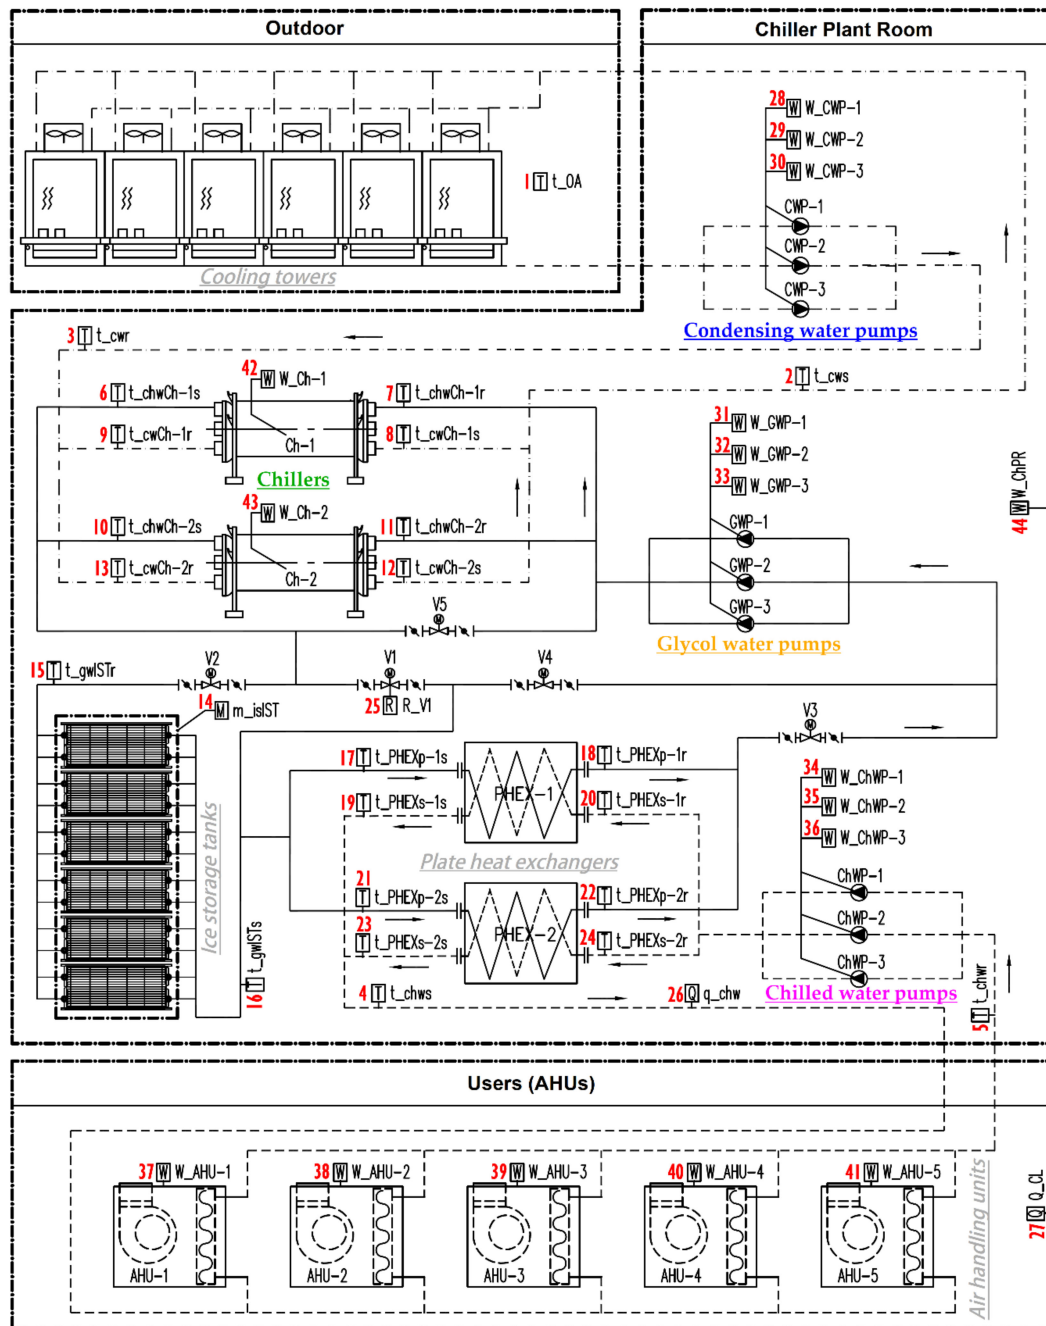 Outdoor
Chiller Plant Room
28 W W_CWP-1
29 W W_CWP-2
30 W W_CWP-3
1 T t_OA
CWP-1
CWP-2
CWP-3
Cooling towers
Condensing water pumps
3 T t_cwr
2 T t_cws
42 W W_Ch-1
6 T t_chwCh-1s
7 T t_chwCh-1r
9 T t_cwCh-1r
8 T t_cwCh-1s
Ch-1
Chillers
31 W W_GWP-1
32 W W_GWP-2
33 W W_GWP-3
44 W W_ChPR
43 W W_Ch-2
10 T t_chwCh-2s
11 T t_chwCh-2r
13 T t_cwCh-2r
12 T t_cwCh-2s
Ch-2
GWP-1
GWP-2
GWP-3
Glycol water pumps
V5
M
15 T t_gwISTr
V2
M
V1
M
V4
M
14 M m_isIST
25 R R_V1
V3
M
17 T t_PHEXp-1s
18 T t_PHEXp-1r
PHEX-1
19 T t_PHEXs-1s
20 T t_PHEXs-1r
34 W W_ChWP-1
35 W W_ChWP-2
36 W W_ChWP-3
Plate heat exchangers
Ice storage tanks
21
T t_PHEXp-2s
22 T t_PHEXp-2r
23
T t_PHEXs-2s
PHEX-2
24 T t_PHEXs-2r
ChWP-1
ChWP-2
ChWP-3
Chilled water pumps
16 T t_gwISTs
4 T t_chws
26 Q q_chw
5 T t_chwr
Users (AHUs)
37 W W_AHU-1
38 W W_AHU-2
39 W W_AHU-3
40 W W_AHU-4
41 W W_AHU-5
AHU-1
AHU-2
AHU-3
AHU-4
AHU-5
Air handling units
27 Q Q_CL